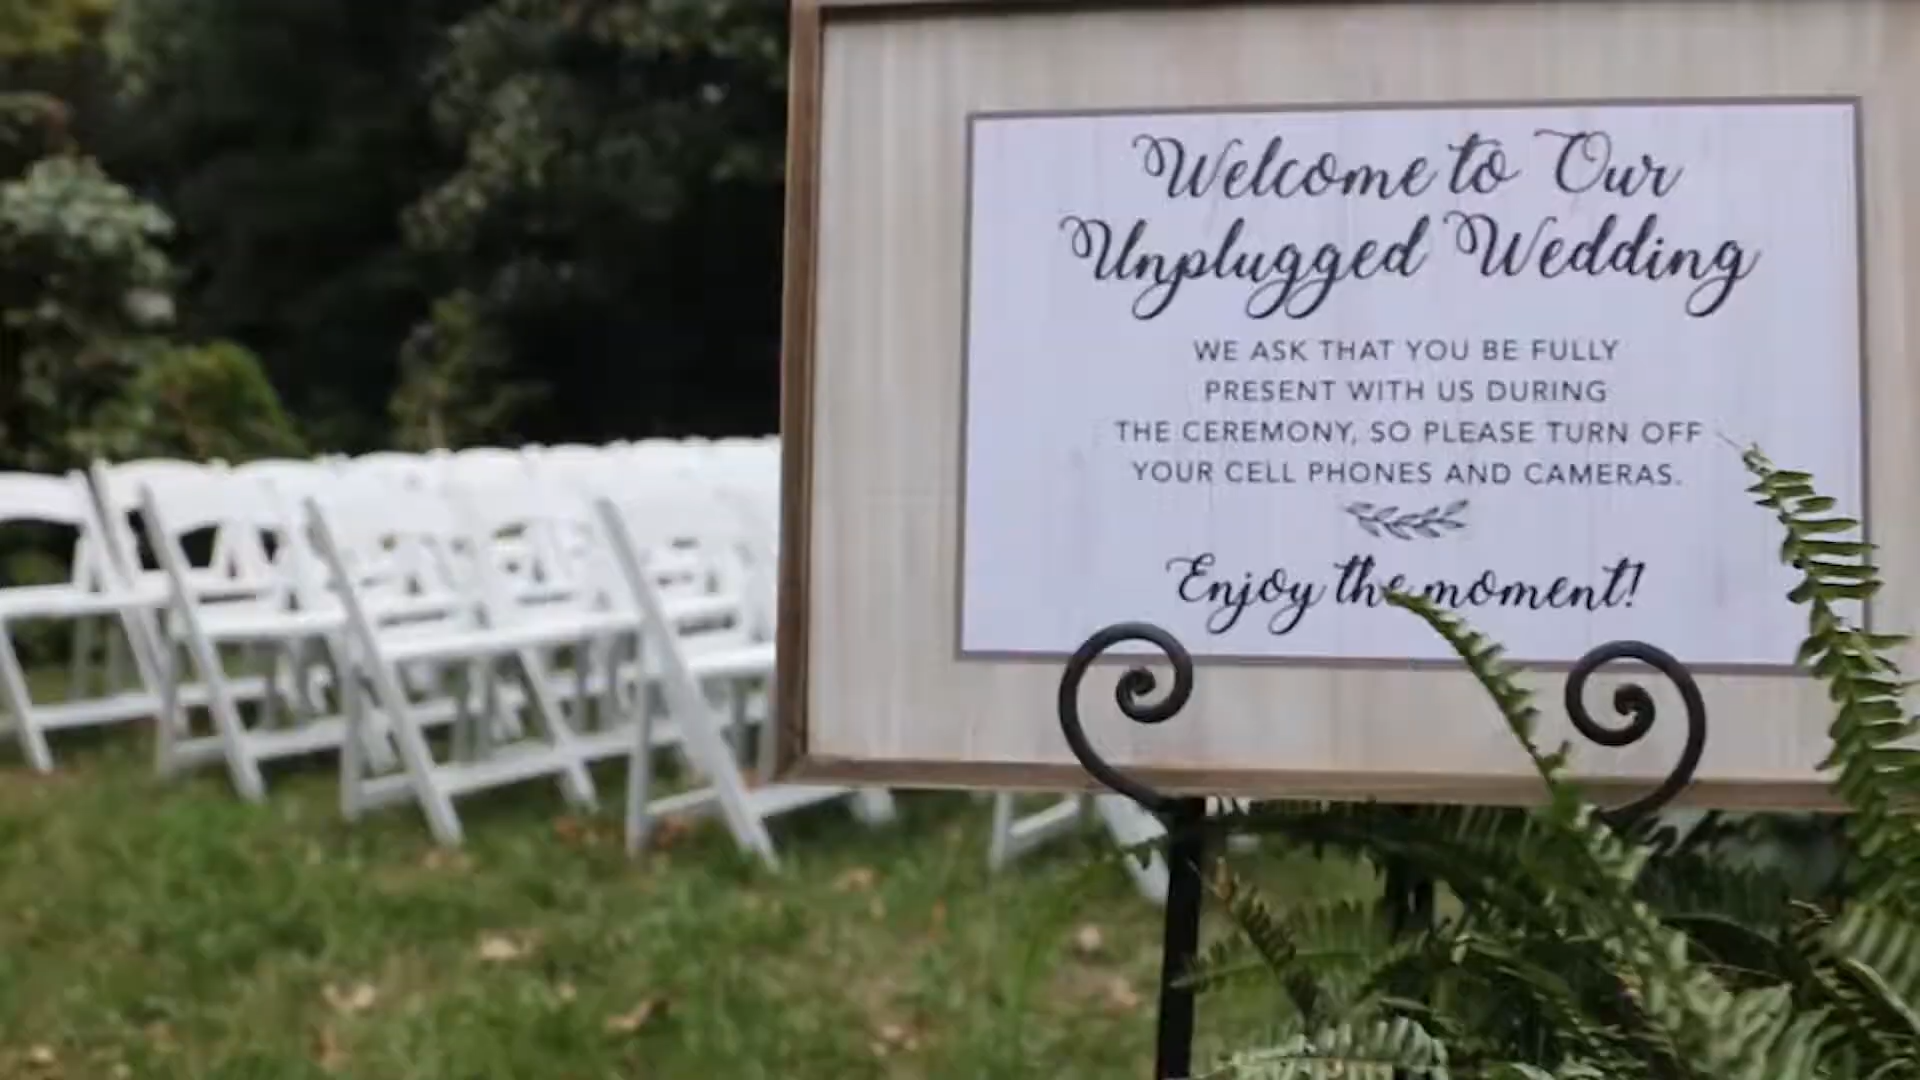 Welcome to Our
Unplugged Wedding
WE ASK THAT YOU BE FULLY
PRESENT WITH US DURING
THE CEREMONY, SO PLEASE TURN OFF
YOUR CELL PHONES AND CAMERAS.
Enjoy the moment!